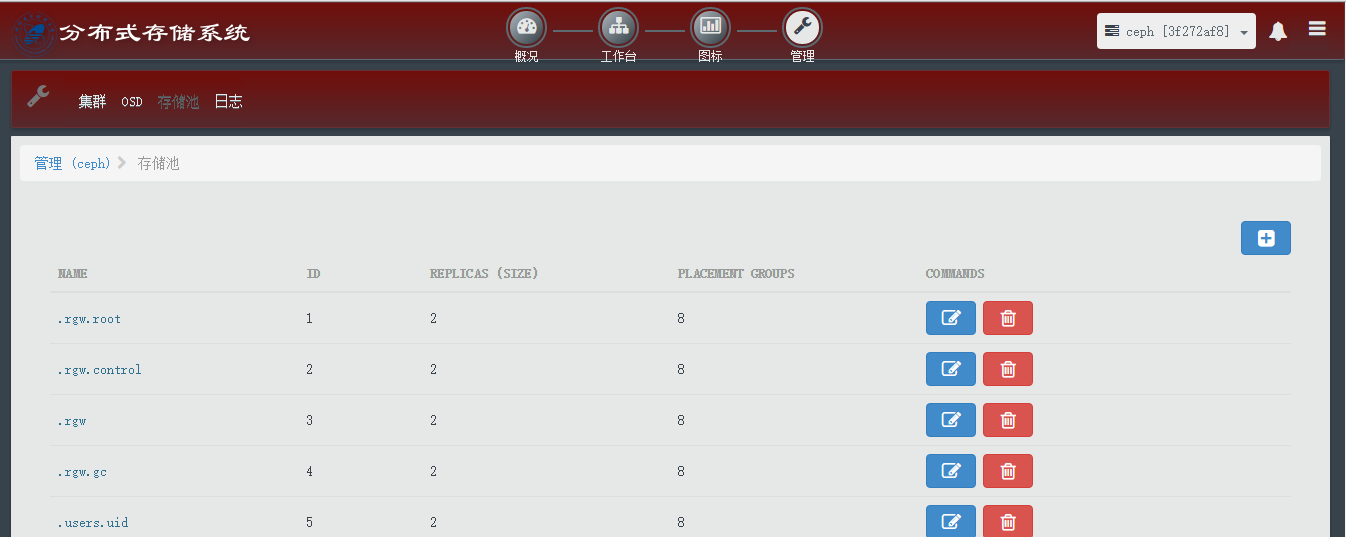 分布式存储系统
概况 工作台 图标 管理
ceph [3f272af8]
集群 OSD 存储池 日志
管理 (ceph) 存储池
NAME ID REPLICAS (SIZE) PLACEMENT GROUPS COMMANDS
.rgw.root 1 2 8
.rgw.control 2 2 8
.rgw 3 2 8
.rgw.gc 4 2 8
.users.uid 5 2 8